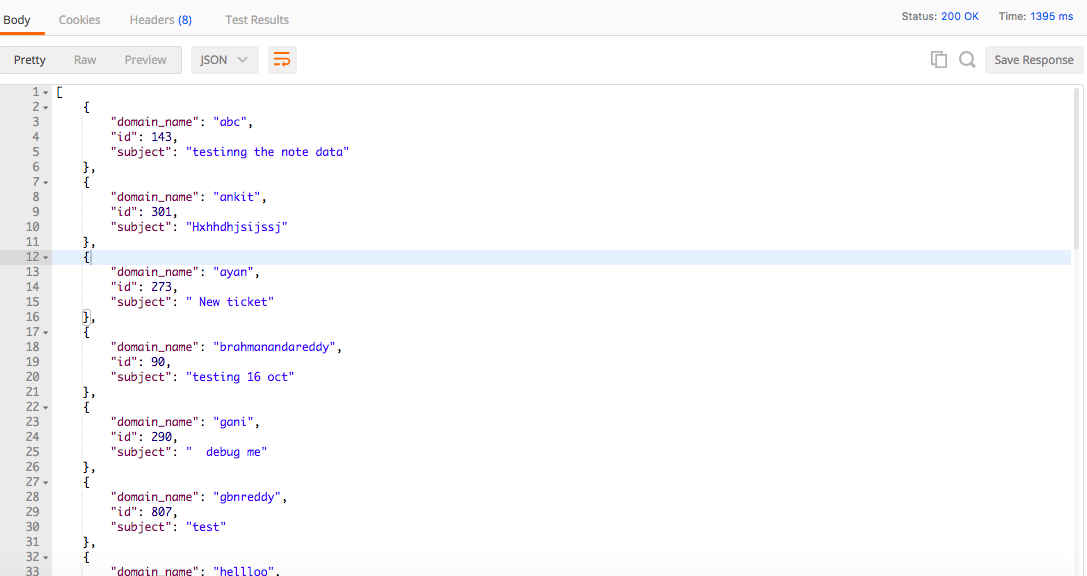 Body Cookies Headers (8) Test Results Status: 200 OK Time: 1395 ms
Pretty Raw Preview JSON Save Response
1 [
2 {
3 "domain_name": "abc",
4 "id": 143,
5 "subject": "testinng the note data"
6 },
7 {
8 "domain_name": "ankit",
9 "id": 301,
10 "subject": "Hxhhdhjsijssj"
11 },
12 {
13 "domain_name": "ayan",
14 "id": 273,
15 "subject": " New ticket"
16 },
17 {
18 "domain_name": "brahmanandareddy",
19 "id": 90,
20 "subject": "testing 16 oct"
21 },
22 {
23 "domain_name": "gani",
24 "id": 290,
25 "subject": "  debug me"
26 },
27 {
28 "domain_name": "gbnreddy",
29 "id": 807,
30 "subject": "test"
31 },
32 {
33 "domain_name": "hellloo",